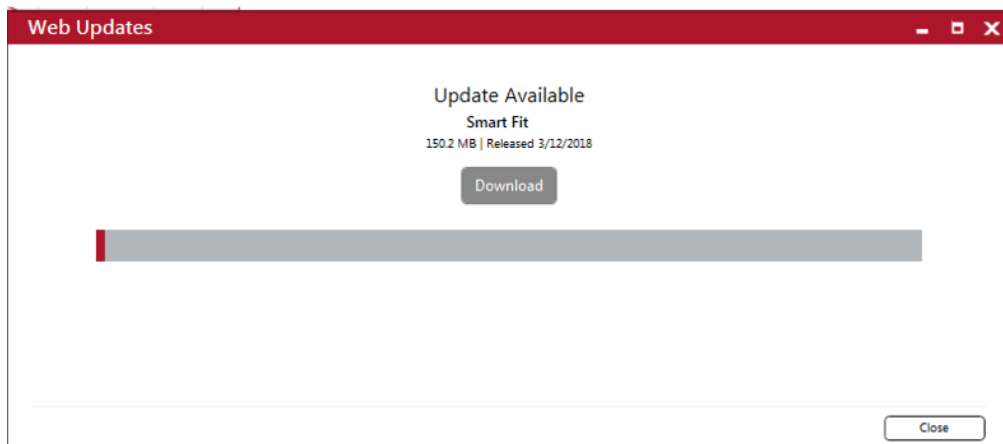 Web Updates
Update Available
Smart Fit
150.2 MB | Released 3/12/2018
Download
Close